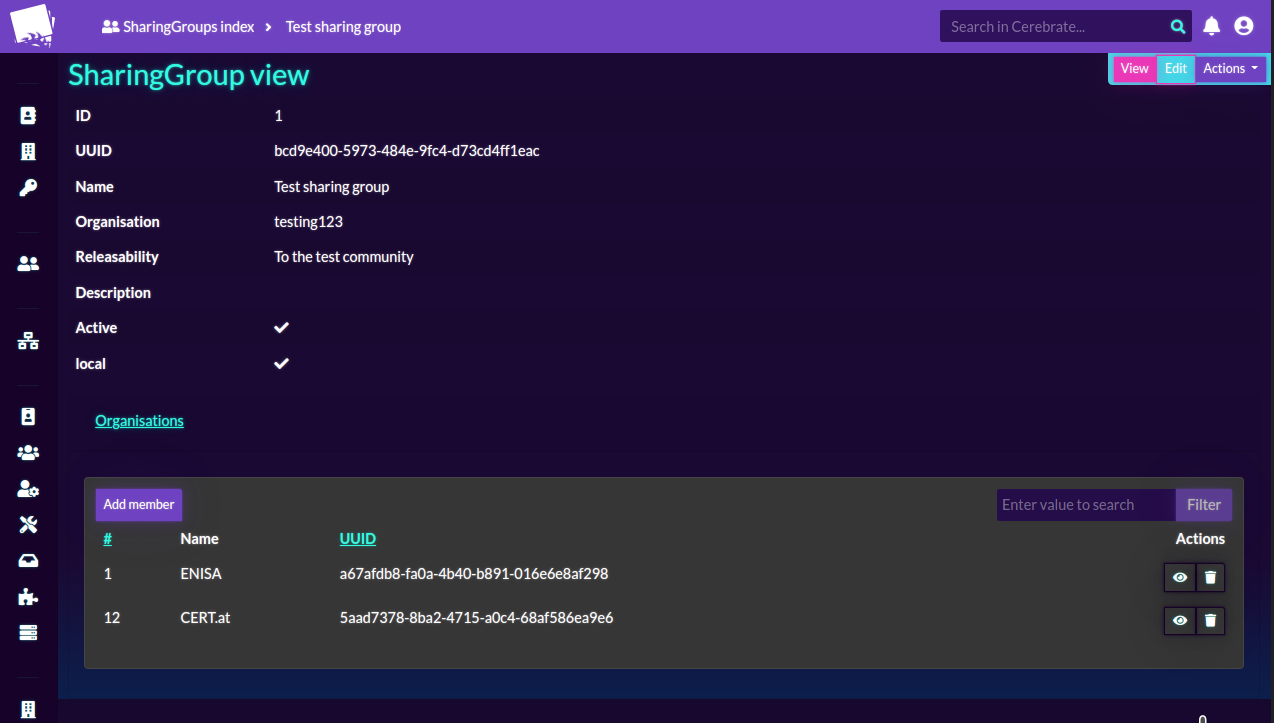 SharingGroups index > Test sharing group
Search in Cerebrate...
SharingGroup view
View Edit Actions
ID 1
UUID bcd9e400-5973-484e-9fc4-d73cd4ff1eac
Name Test sharing group
Organisation testing123
Releasability To the test community
Description
Active
local
Organisations
Add member
Enter value to search Filter
# Name UUID Actions
1 ENISA a67afdb8-fa0a-4b40-b891-016e6e8af298
12 CERT.at 5aad7378-8ba2-4715-a0c4-68af586ea9e6